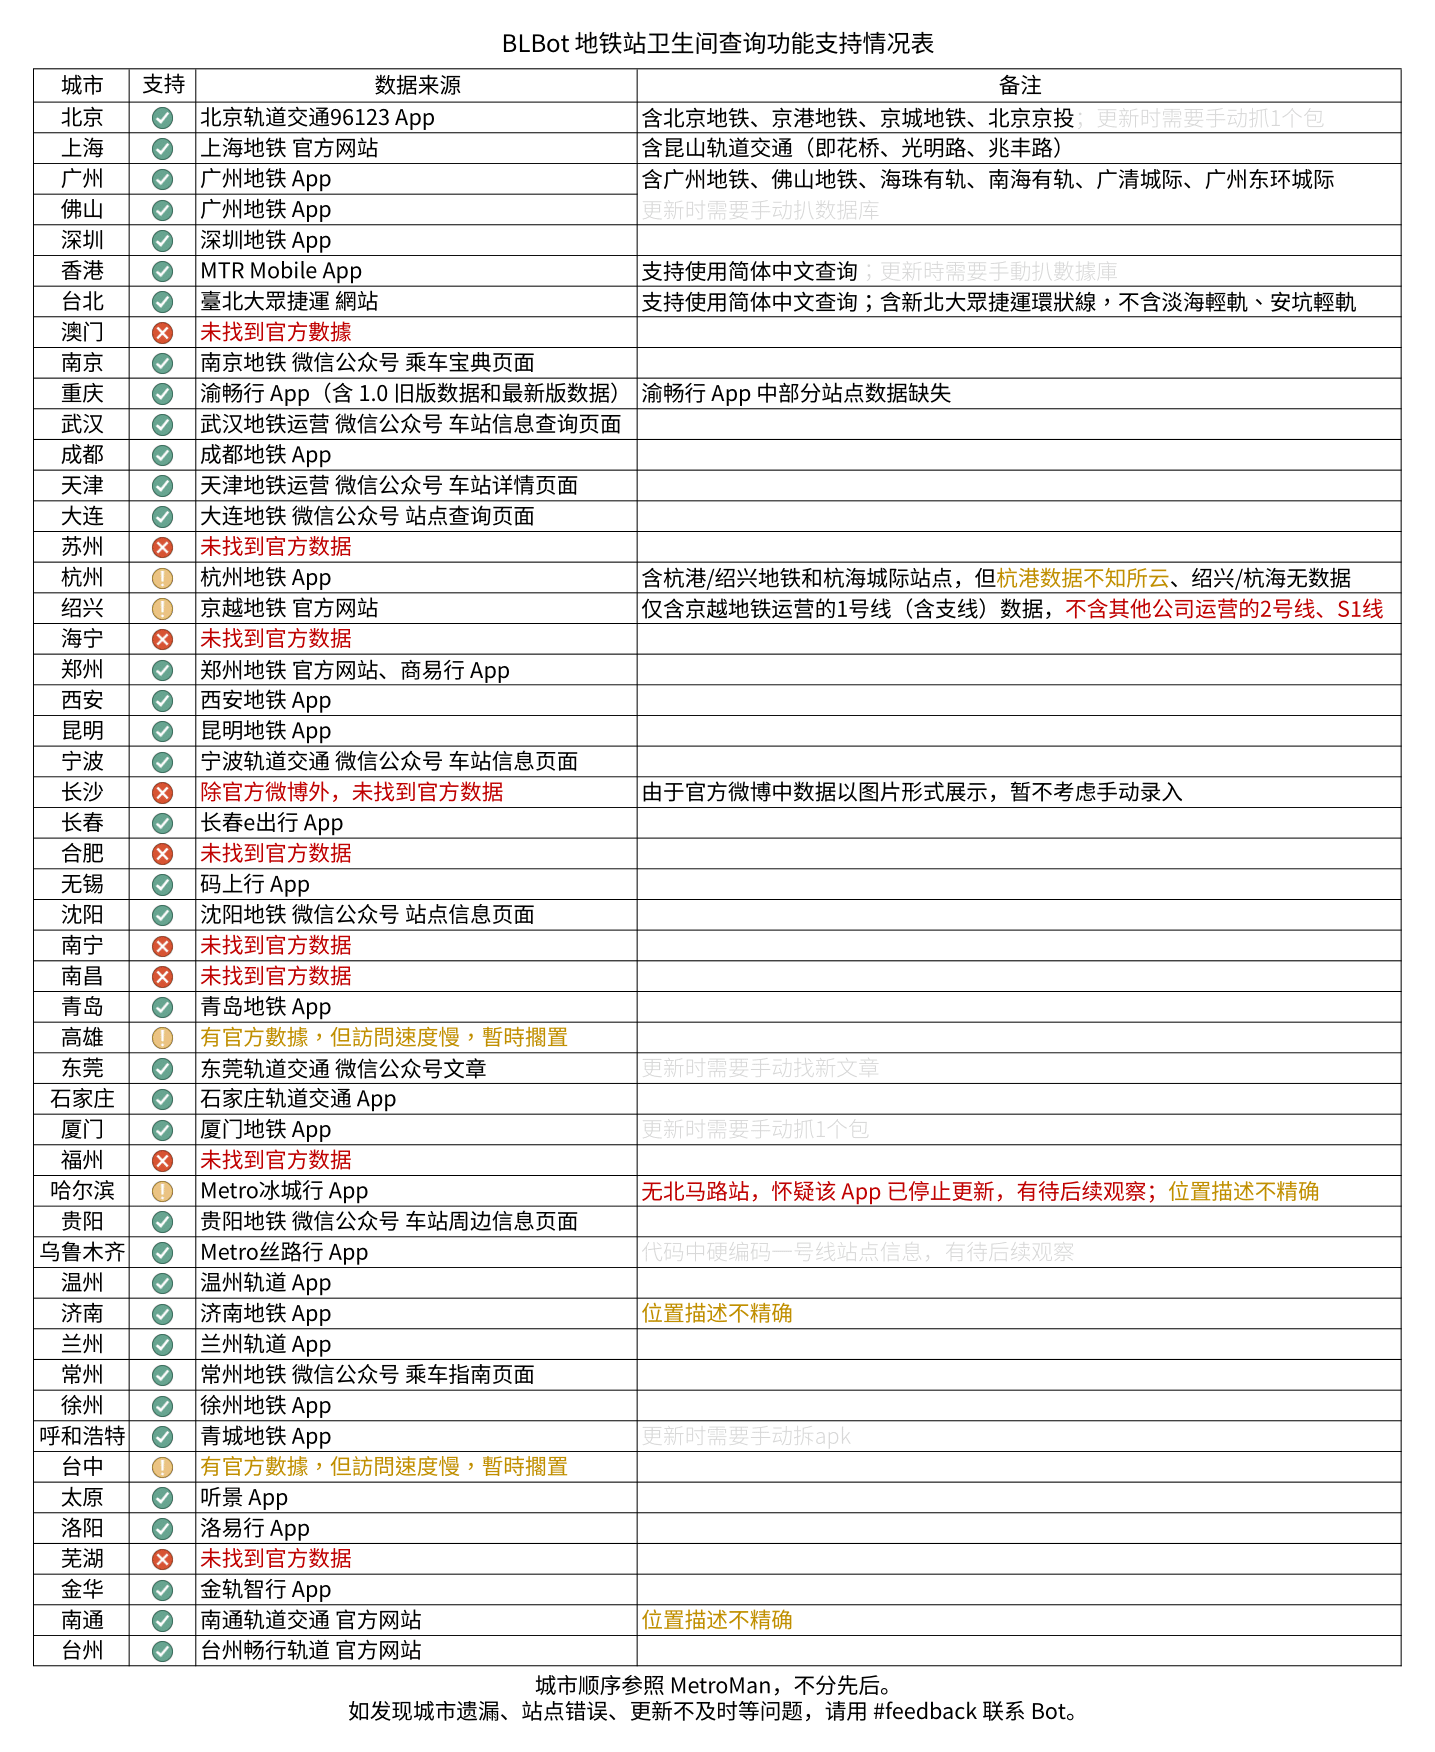 BLBot 地铁站卫生间查询功能支持情况表
城市 支持 数据来源 备注
北京 北京轨道交通96123 App 含北京地铁、京港地铁、京城地铁、北京京投；更新时需要手动抓1个包
上海 上海地铁 官方网站 含昆山轨道交通（即花桥、光明路、兆丰路）
广州 广州地铁 App 含广州地铁、佛山地铁、海珠有轨、南海有轨、广清城际、广州东环城际
佛山 广州地铁 App 更新时需要手动扒数据库
深圳 深圳地铁 App
香港 MTR Mobile App 支持使用简体中文查询；更新時需要手動扒數據庫
台北 臺北大眾捷運 網站 支持使用简体中文查询；含新北大眾捷運環狀線，不含淡海輕軌、安坑輕軌
澳门 未找到官方數據
南京 南京地铁 微信公众号 乘车宝典页面
重庆 渝畅行 App（含 1.0 旧版数据和最新版数据） 渝畅行 App 中部分站点数据缺失
武汉 武汉地铁运营 微信公众号 车站信息查询页面
成都 成都地铁 App
天津 天津地铁运营 微信公众号 车站详情页面
大连 大连地铁 微信公众号 站点查询页面
苏州 未找到官方数据
杭州 杭州地铁 App 含杭港/绍兴地铁和杭海城际站点，但杭港数据不知所云、绍兴/杭海无数据
绍兴 京越地铁 官方网站 仅含京越地铁运营的1号线（含支线）数据，不含其他公司运营的2号线、S1线
海宁 未找到官方数据
郑州 郑州地铁 官方网站、商易行 App
西安 西安地铁 App
昆明 昆明地铁 App
宁波 宁波轨道交通 微信公众号 车站信息页面
长沙 除官方微博外，未找到官方数据 由于官方微博中数据以图片形式展示，暂不考虑手动录入
长春 长春e出行 App
合肥 未找到官方数据
无锡 码上行 App
沈阳 沈阳地铁 微信公众号 站点信息页面
南宁 未找到官方数据
南昌 未找到官方数据
青岛 青岛地铁 App
高雄 有官方數據，但訪問速度慢，暫時擱置
东莞 东莞轨道交通 微信公众号文章 更新时需要手动找新文章
石家庄 石家庄轨道交通 App
厦门 厦门地铁 App 更新时需要手动抓1个包
福州 未找到官方数据
哈尔滨 Metro冰城行 App 无北马路站，怀疑该 App 已停止更新，有待后续观察；位置描述不精确
贵阳 贵阳地铁 微信公众号 车站周边信息页面
乌鲁木齐 Metro丝路行 App 代码中硬编码一号线站点信息，有待后续观察
温州 温州轨道 App
济南 济南地铁 App 位置描述不精确
兰州 兰州轨道 App
常州 常州地铁 微信公众号 乘车指南页面
徐州 徐州地铁 App
呼和浩特 青城地铁 App 更新时需要手动拆apk
台中 有官方數據，但訪問速度慢，暫時擱置
太原 听景 App
洛阳 洛易行 App
芜湖 未找到官方数据
金华 金轨智行 App
南通 南通轨道交通 官方网站 位置描述不精确
台州 台州畅行轨道 官方网站
城市顺序参照 MetroMan，不分先后。
如发现城市遗漏、站点错误、更新不及时等问题，请用 #feedback 联系 Bot。